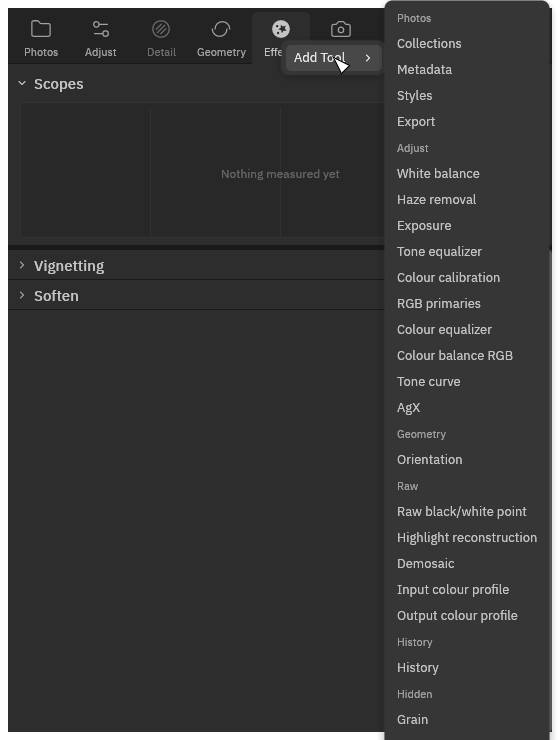 Photos
Adjust
Detail
Geometry
Add Tool
Scopes
Nothing measured yet
Vignetting
Soften
Photos
Collections
Metadata
Styles
Export
Adjust
White balance
Haze removal
Exposure
Tone equalizer
Colour calibration
RGB primaries
Colour equalizer
Colour balance RGB
Tone curve
AgX
Geometry
Orientation
Raw
Raw black/white point
Highlight reconstruction
Demosaic
Input colour profile
Output colour profile
History
History
Hidden
Grain